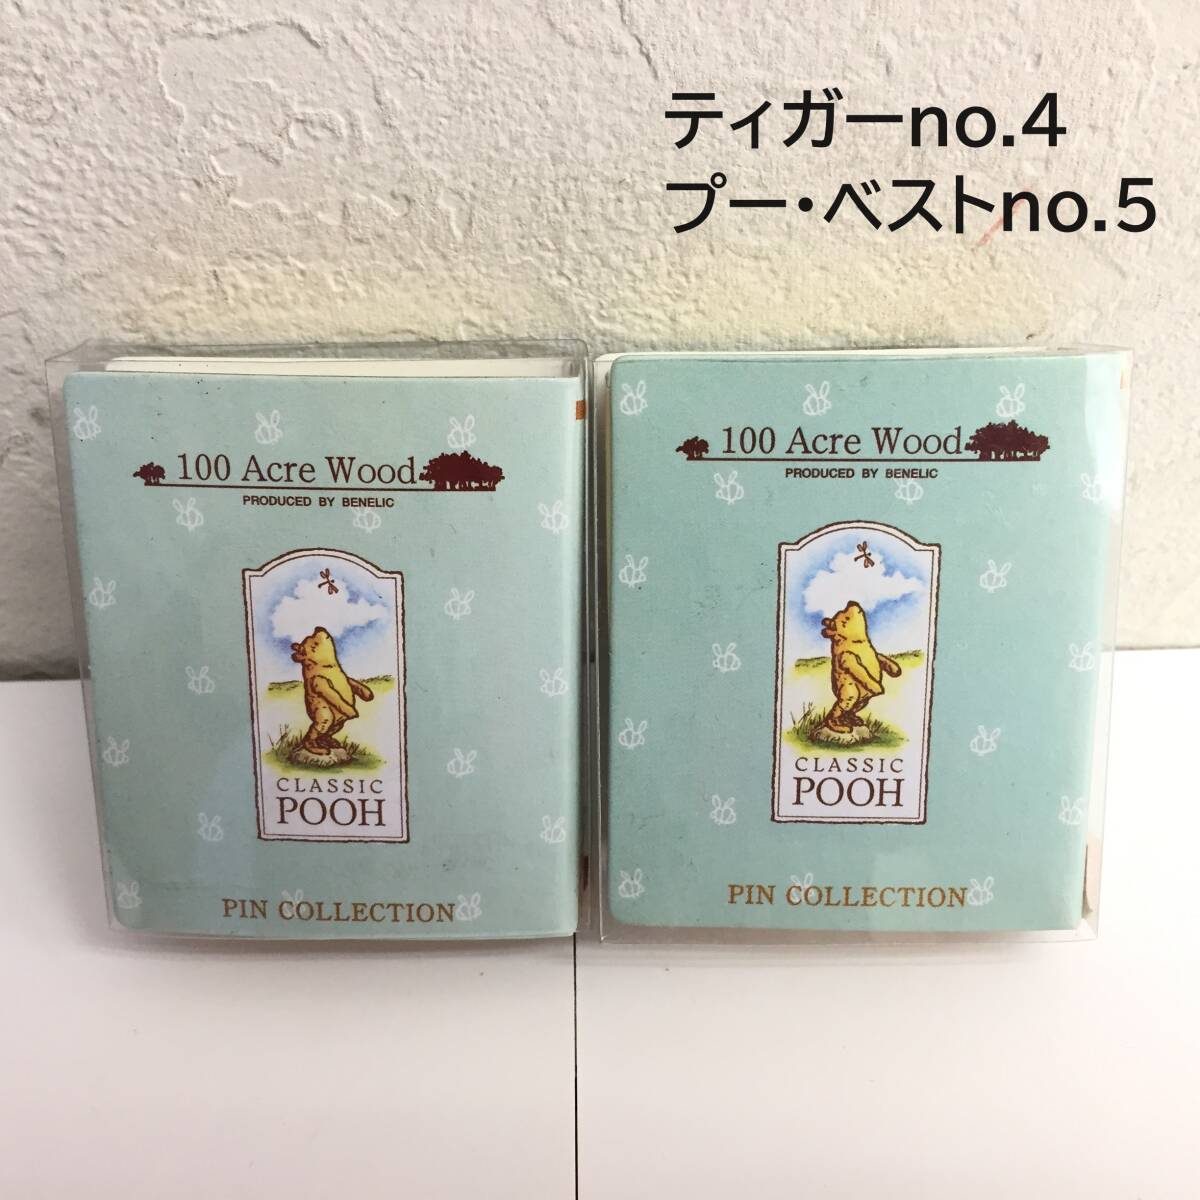 ティガーno.4
プー・ベストno.5
100 Acre Wood
PRODUCED BY BENELIC
CLASSIC
POOH
PIN COLLECTION
100 Acre Wood
PRODUCED BY BENELIC
CLASSIC
POOH
PIN COLLECTION